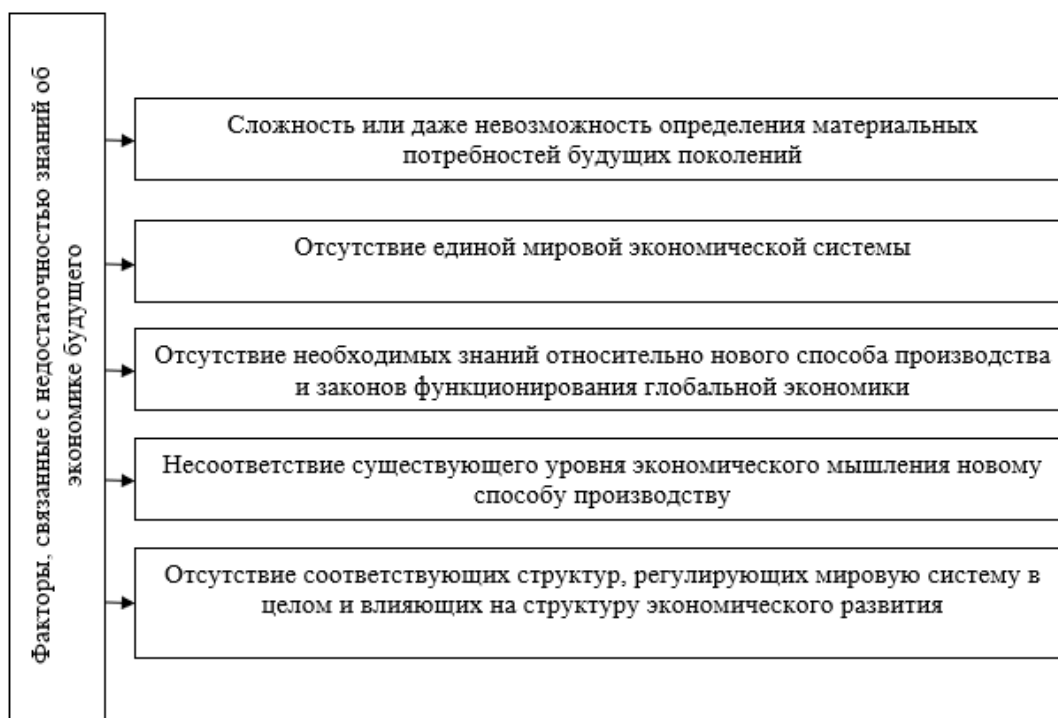 Факторы, связанные с недостаточностью знаний об
экономике будущего
Сложность или даже невозможность определения материальных
потребностей будущих поколений
Отсутствие единой мировой экономической системы
Отсутствие необходимых знаний относительно нового способа производства
и законов функционирования глобальной экономики
Несоответствие существующего уровня экономического мышления новому
способу производству
Отсутствие соответствующих структур, регулирующих мировую систему в
целом и влияющих на структуру экономического развития